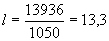 l = 13936/1050 = 13,3